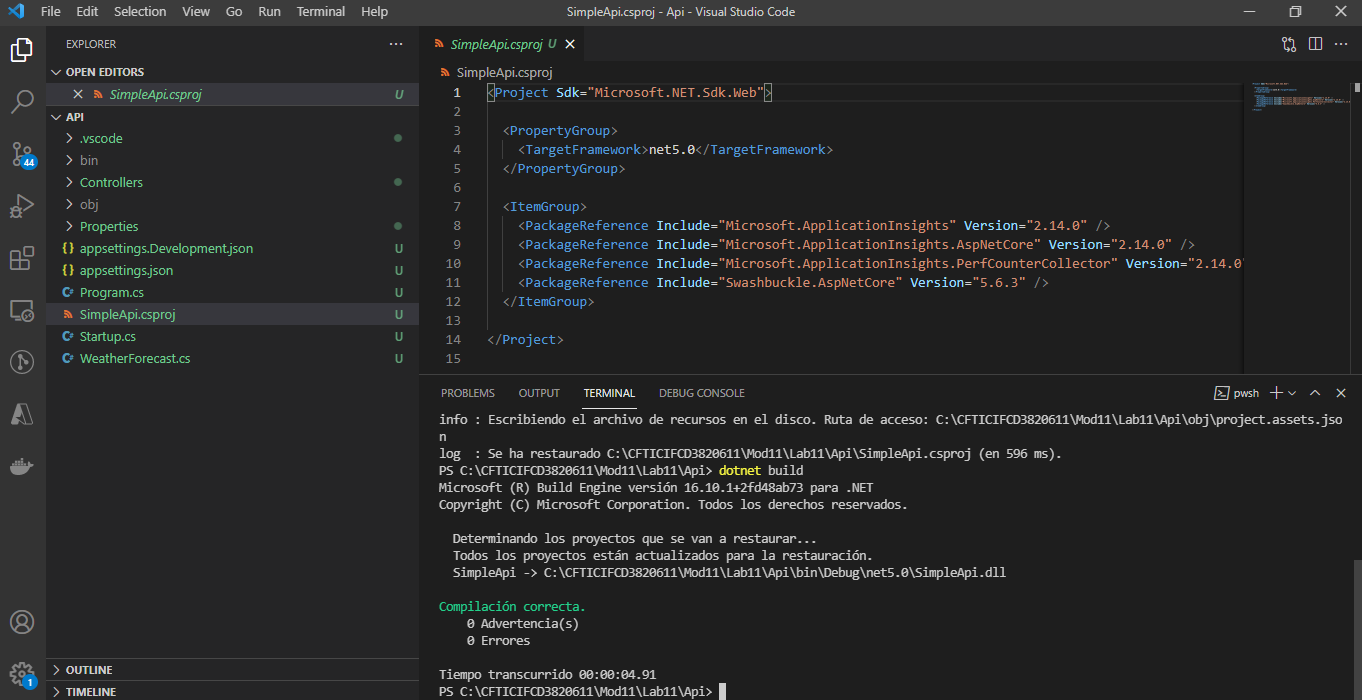 File Edit Selection View Go Run Terminal Help SimpleApi.csproj - Api - Visual Studio Code
EXPLORER
OPEN EDITORS
SimpleApi.csproj U
API
.vscode
bin
Controllers
obj
Properties
{} appsettings.Development.json U
{} appsettings.json U
C# Program.cs U
SimpleApi.csproj U
C# Startup.cs U
C# WeatherForecast.cs U
OUTLINE
TIMELINE
44
1
SimpleApi.csproj U
SimpleApi.csproj
1 <Project Sdk="Microsoft.NET.Sdk.Web">
2
3 <PropertyGroup>
4 <TargetFramework>net5.0</TargetFramework>
5 </PropertyGroup>
6
7 <ItemGroup>
8 <PackageReference Include="Microsoft.ApplicationInsights" Version="2.14.0" />
9 <PackageReference Include="Microsoft.ApplicationInsights.AspNetCore" Version="2.14.0" />
10 <PackageReference Include="Microsoft.ApplicationInsights.PerfCounterCollector" Version="2.14.0"
11 <PackageReference Include="Swashbuckle.AspNetCore" Version="5.6.3" />
12 </ItemGroup>
13
14 </Project>
15
PROBLEMS OUTPUT TERMINAL DEBUG CONSOLE pwsh
info : Escribiendo el archivo de recursos en el disco. Ruta de acceso: C:\CFTICIFCD3820611\Mod11\Lab11\Api\obj\project.assets.jso
n
log : Se ha restaurado C:\CFTICIFCD3820611\Mod11\Lab11\Api\SimpleApi.csproj (en 596 ms).
PS C:\CFTICIFCD3820611\Mod11\Lab11\Api> dotnet build
Microsoft (R) Build Engine versión 16.10.1+2fd48ab73 para .NET
Copyright (C) Microsoft Corporation. Todos los derechos reservados.
Determinando los proyectos que se van a restaurar...
Todos los proyectos están actualizados para la restauración.
SimpleApi -> C:\CFTICIFCD3820611\Mod11\Lab11\Api\bin\Debug\net5.0\SimpleApi.dll
Compilación correcta.
0 Advertencia(s)
0 Errores
Tiempo transcurrido 00:00:04.91
PS C:\CFTICIFCD3820611\Mod11\Lab11\Api>